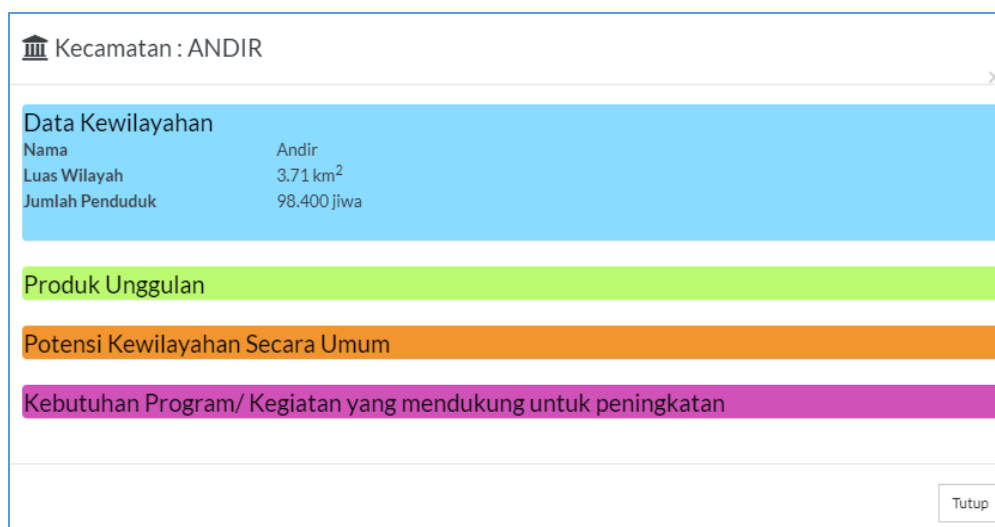 Kecamatan : ANDIR
x
Data Kewilayahan
Nama Andir
Luas Wilayah 3.71 km²
Jumlah Penduduk 98.400 jiwa
Produk Unggulan
Potensi Kewilayahan Secara Umum
Kebutuhan Program/ Kegiatan yang mendukung untuk peningkatan
Tutup